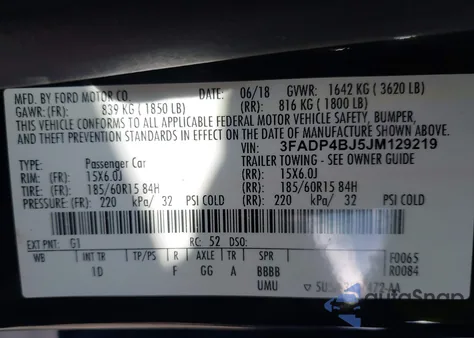 MFD. BY FORD MOTOR CO. DATE: 06/18 GVWR: 1642 KG ( 3620 LB)
GAWR: (FR): 839 KG ( 1850 LB) (RR): 816 KG ( 1800 LB)
THIS VEHICLE CONFORMS TO ALL APPLICABLE FEDERAL MOTOR VEHICLE SAFETY, BUMPER,
AND THEFT PREVENTION STANDARDS IN EFFECT ON THE DATE OF MANUFACTURE SHOWN ABOVE.
VIN: 3FADP4BJ5JM129219
TYPE: Passenger Car TRAILER TOWING - SEE OWNER GUIDE
RIM: (FR) 15X6.0J (RR): 15X6.0J
TIRE: (FR) 185/60R15 84H (RR): 185/60R15 84H
PRESSURE: (FR): 220 kPa/ 32 PSI COLD (RR): 220 kPa/ 32 PSI COLD
EXT PNT: G1 RC: 52 DSO:
WB INT TR TP/PS R AXLE TR SPR F0065
ID F GG A BBBB R0084
UMU
autoSnap